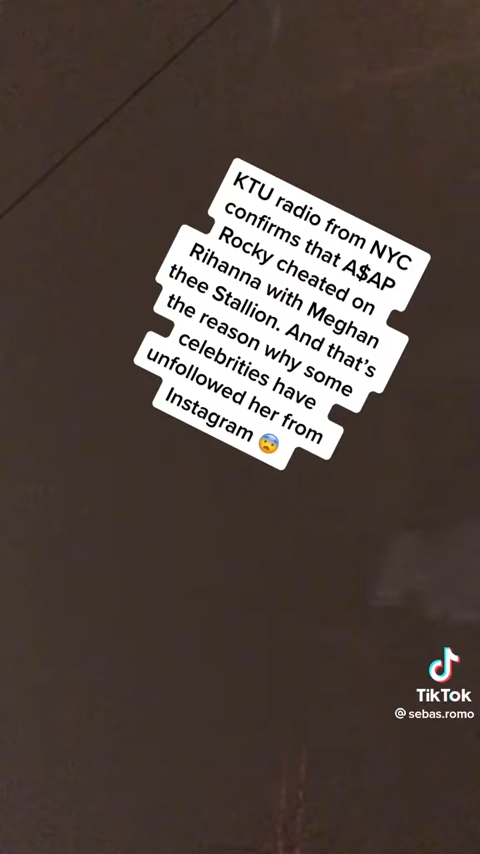 KTU radio from NYC
confirms that A$AP
Rocky cheated on
Rihanna with Meghan
thee Stallion. And that's
the reason why some
celebrities have
unfollowed her from
Instagram 😨
TikTok
@sebas.romo